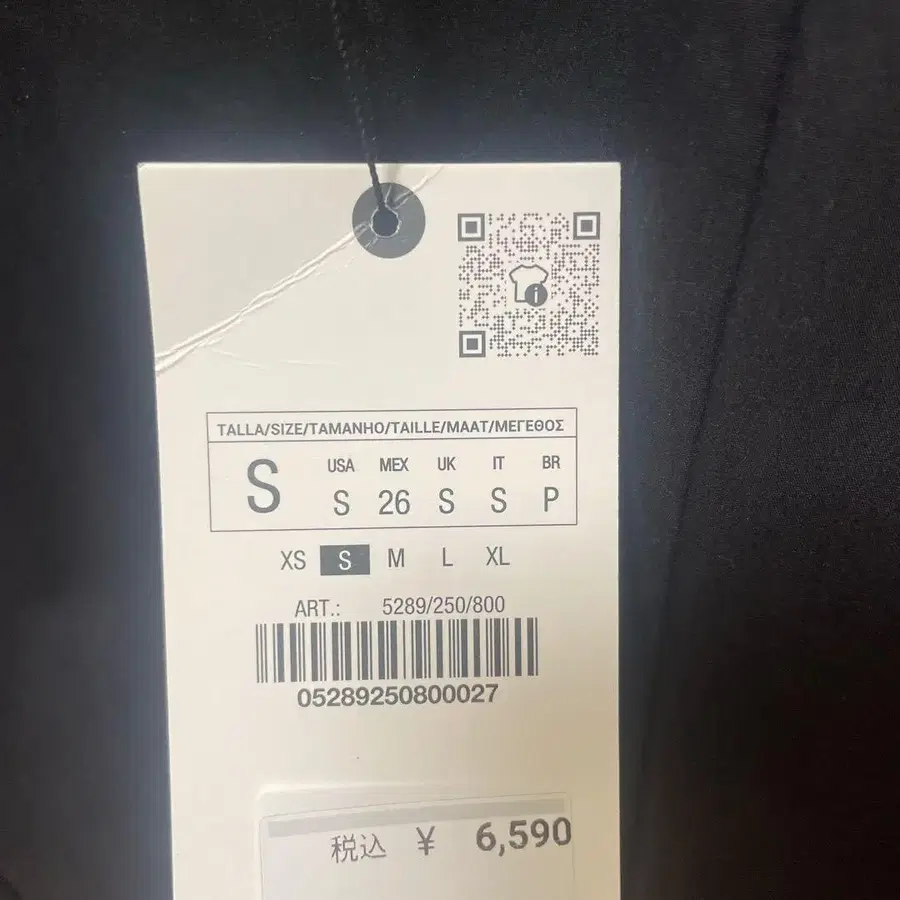 TALLA/SIZE/TAMANHO/TAILLE/MAAT/ΜΕΓΕΘΟΣ
S
USA MEX UK IT BR
S 26 S S P
XS S M L XL
ART.: 5289/250/800
05289250800027
税込 ¥ 6,590